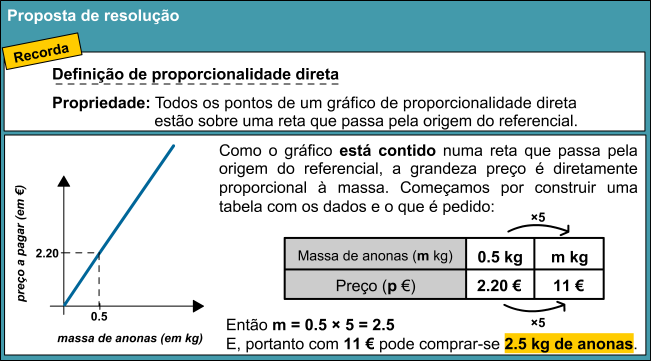 Proposta de resolução
Recorda
Definição de proporcionalidade direta
Propriedade: Todos os pontos de um gráfico de proporcionalidade direta
estão sobre uma reta que passa pela origem do referencial.
preço a pagar (em €)
2.20
0.5
massa de anonas (em kg)
Como o gráfico está contido numa reta que passa pela
origem do referencial, a grandeza preço é diretamente
proporcional à massa. Começamos por construir uma
tabela com os dados e o que é pedido:
×5
Massa de anonas (m kg) 0.5 kg m kg
Preço (p €) 2.20 € 11 €
×5
Então m = 0.5 × 5 = 2.5
E, portanto com 11 € pode comprar-se 2.5 kg de anonas.